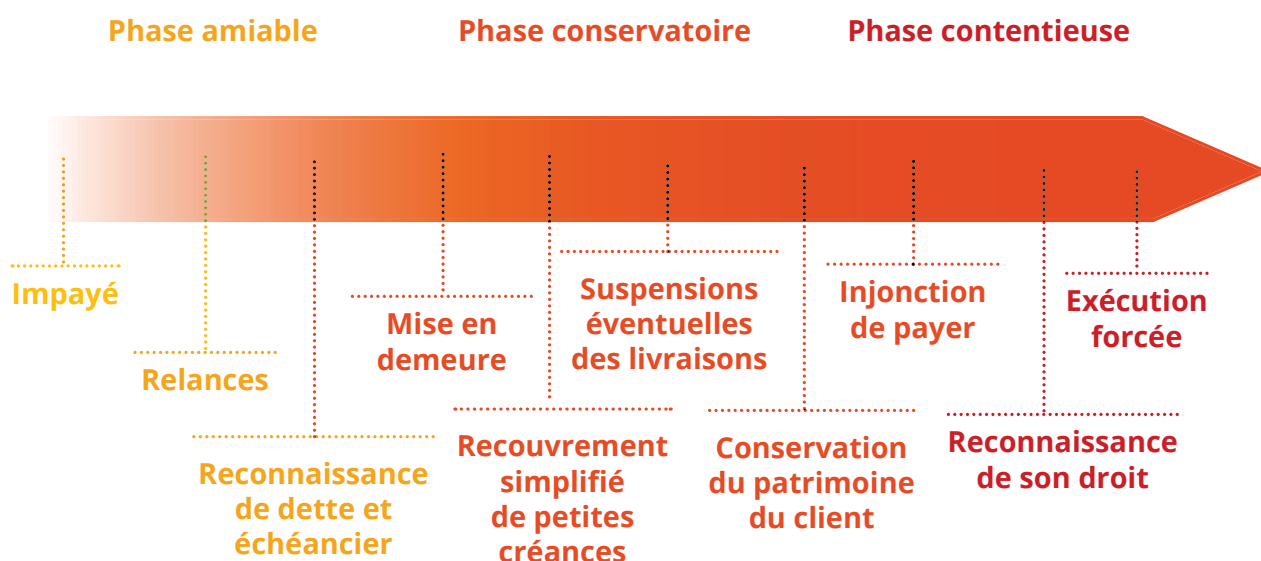 Phase amiable
Phase conservatoire
Phase contentieuse
Impayé
Relances
Reconnaissance
de dette et
échéancier
Mise en
demeure
Recouvrement
simplifié
de petites
créances
Suspensions
éventuelles
des livraisons
Conservation
du patrimoine
du client
Injonction
de payer
Reconnaissance
de son droit
Exécution
forcée